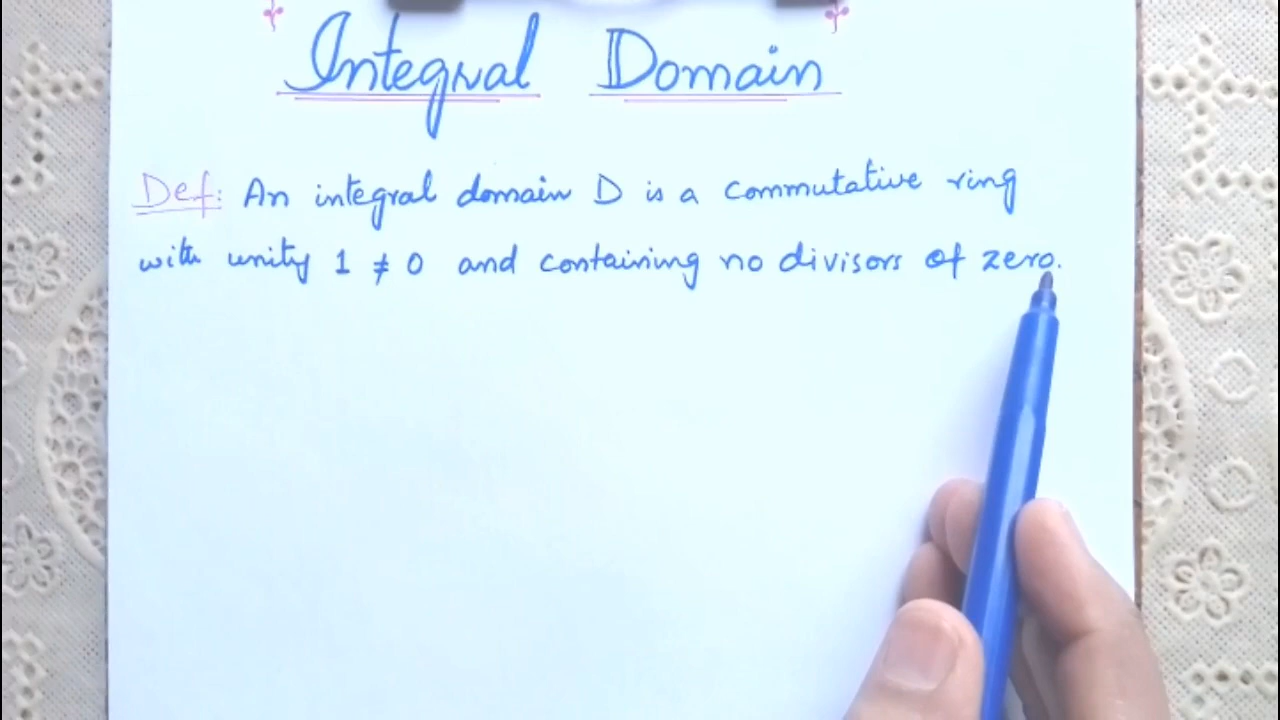 Integral Domain
Def: An integral domain D is a commutative ring
with unity 1 ≠ 0 and containing no divisors of zero.